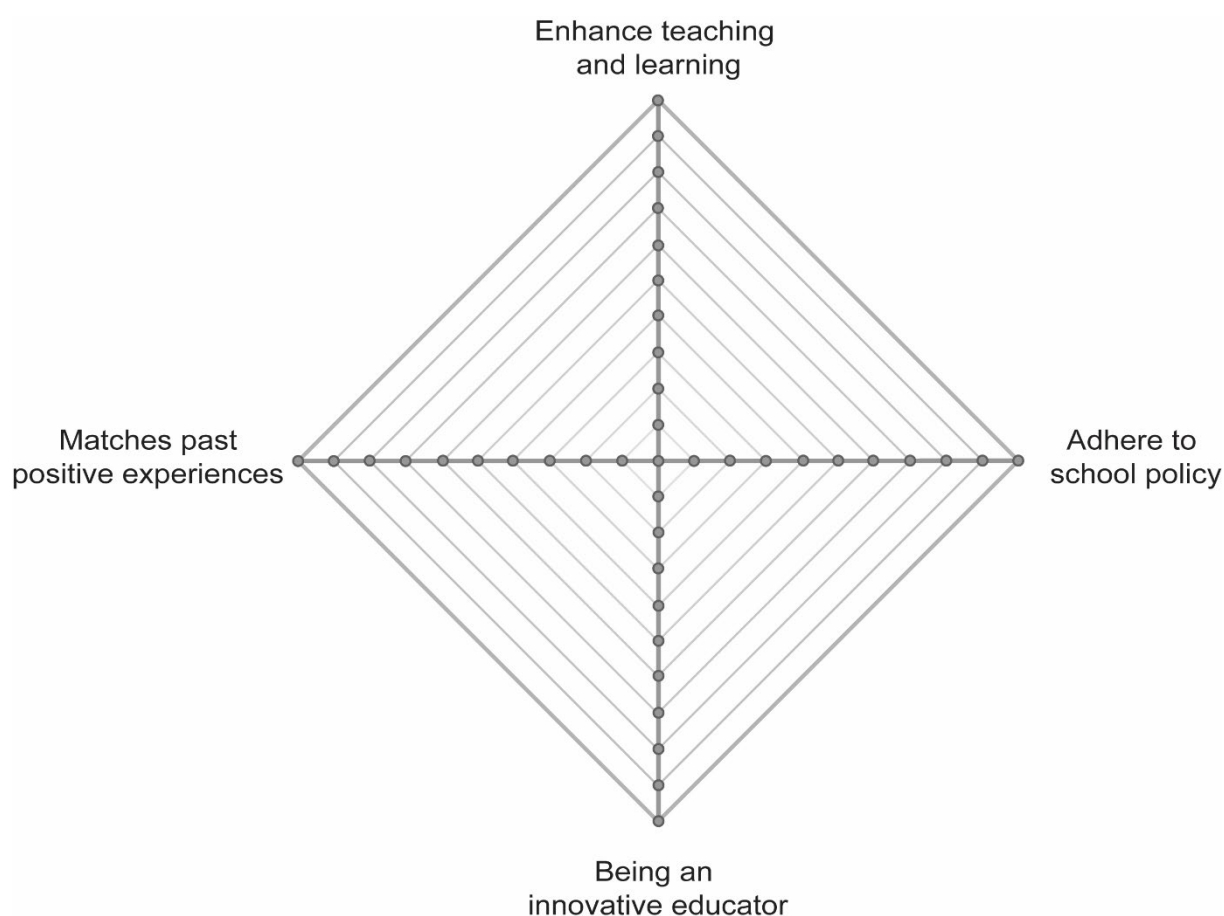 Enhance teaching
and learning
Matches past
positive experiences
Adhere to
school policy
Being an
innovative educator